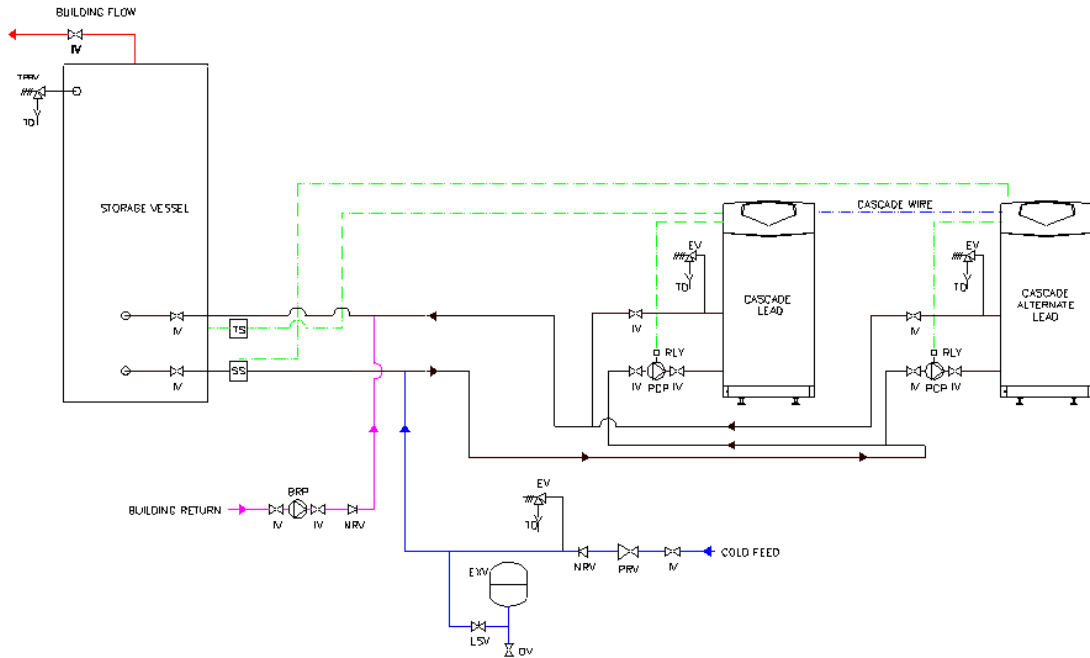 BUILDING FLOW
IV
TPRV
TD
STORAGE VESSEL
CASCADE WIRE
EV
TD
EV
TD
CASCADE
LEAD
CASCADE
ALTERNATE
LEAD
IV
TS
IV
IV
RLY
RLY
IV
SS
IV
PCP
IV
IV
PCP
IV
BRP
BUILDING RETURN
IV
IV
NRV
EV
TD
NRV
PRV
IV
COLD FEED
EXV
LSV
DV